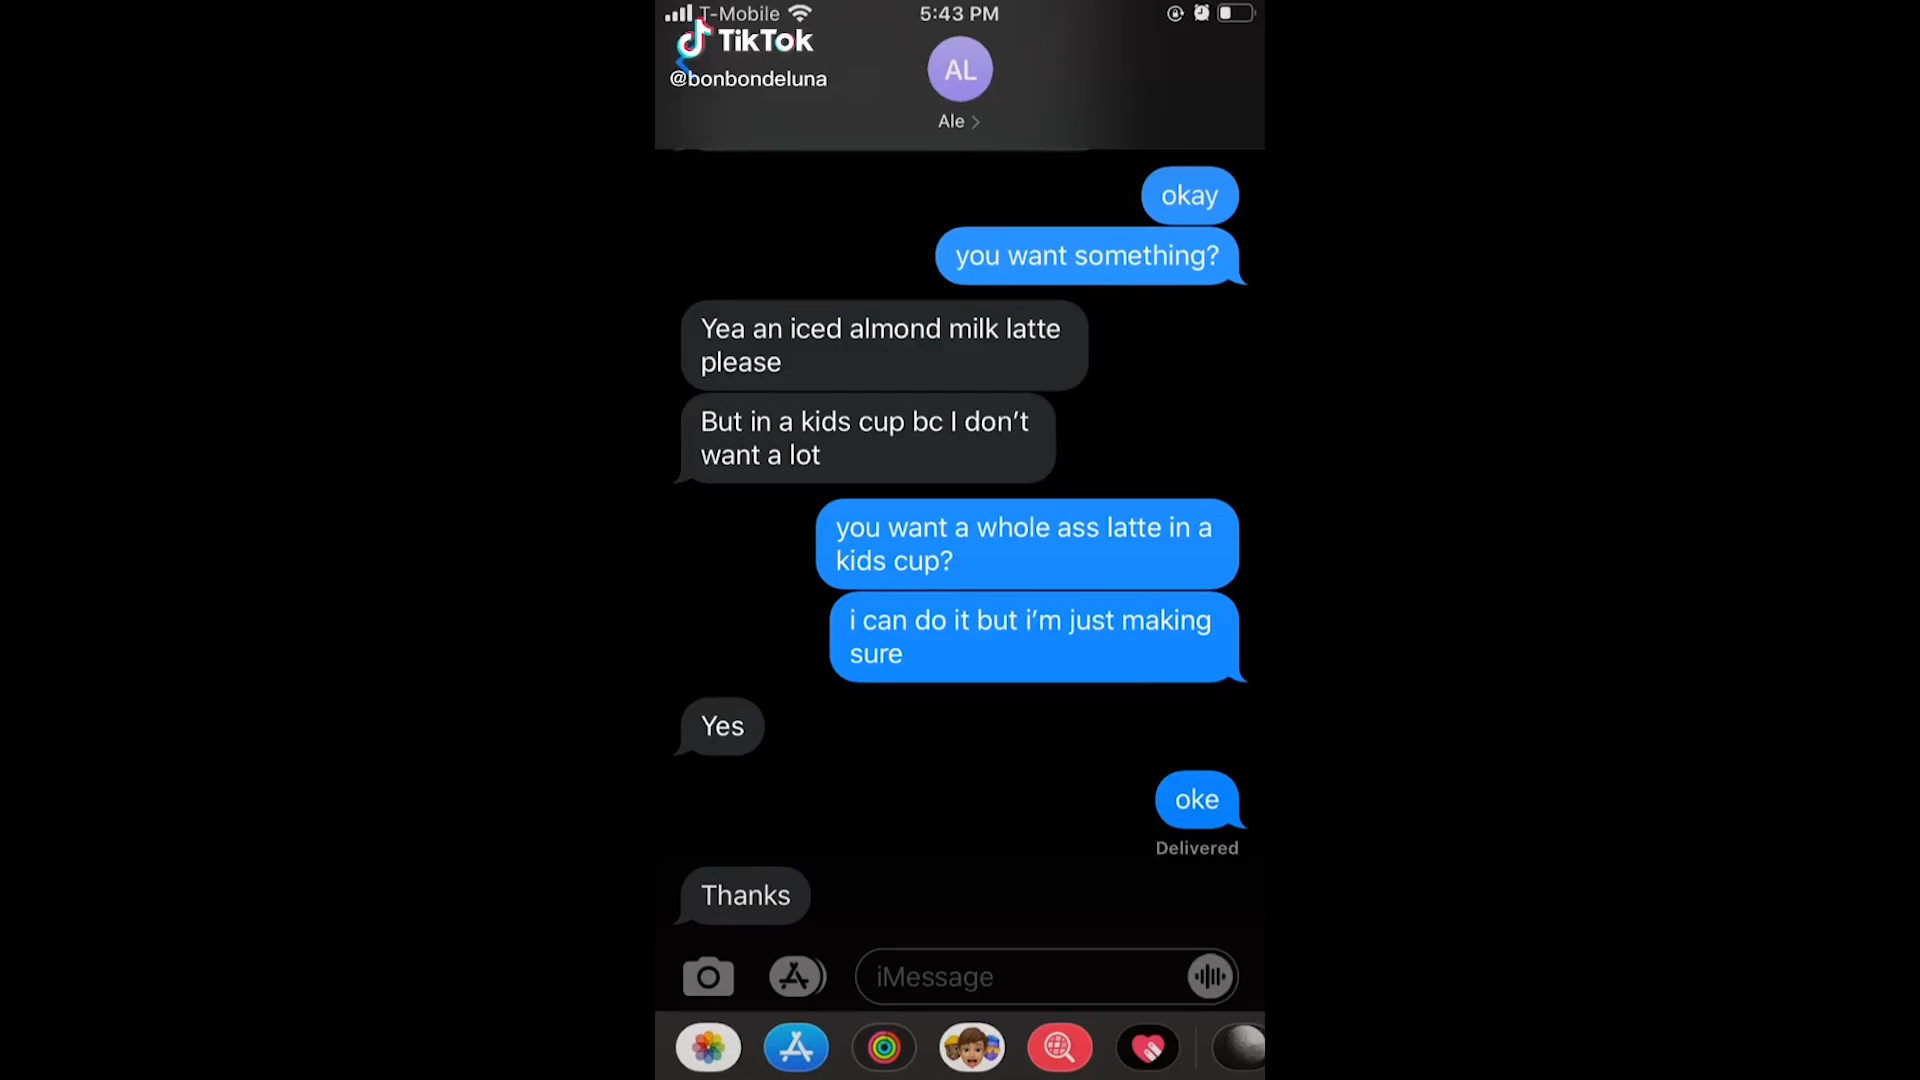 T-Mobile
5:43 PM
TikTok
@bonbondeluna
AL
Ale
okay
you want something?
Yea an iced almond milk latte
please
But in a kids cup bc I don’t
want a lot
you want a whole ass latte in a
kids cup?
i can do it but i’m just making
sure
Yes
oke
Delivered
Thanks
iMessage